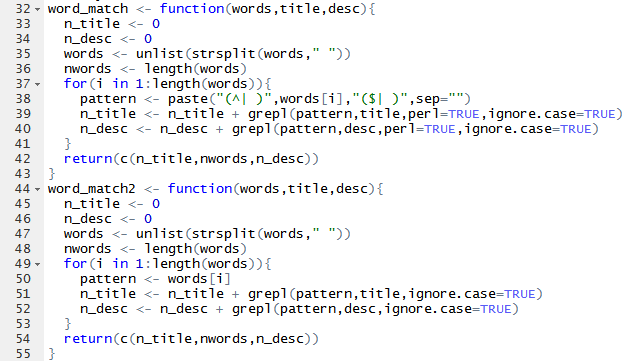 32 word_match <- function(words,title,desc){
33   n_title <- 0
34   n_desc <- 0
35   words <- unlist(strsplit(words," "))
36   nwords <- length(words)
37   for(i in 1:length(words)){
38     pattern <- paste("(^| )",words[i],"($| )",sep="")
39     n_title <- n_title + grepl(pattern,title,perl=TRUE,ignore.case=TRUE)
40     n_desc <- n_desc + grepl(pattern,desc,perl=TRUE,ignore.case=TRUE)
41   }
42   return(c(n_title,nwords,n_desc))
43 }
44 word_match2 <- function(words,title,desc){
45   n_title <- 0
46   n_desc <- 0
47   words <- unlist(strsplit(words," "))
48   nwords <- length(words)
49   for(i in 1:length(words)){
50     pattern <- words[i]
51     n_title <- n_title + grepl(pattern,title,ignore.case=TRUE)
52     n_desc <- n_desc + grepl(pattern,desc,ignore.case=TRUE)
53   }
54   return(c(n_title,nwords,n_desc))
55 }